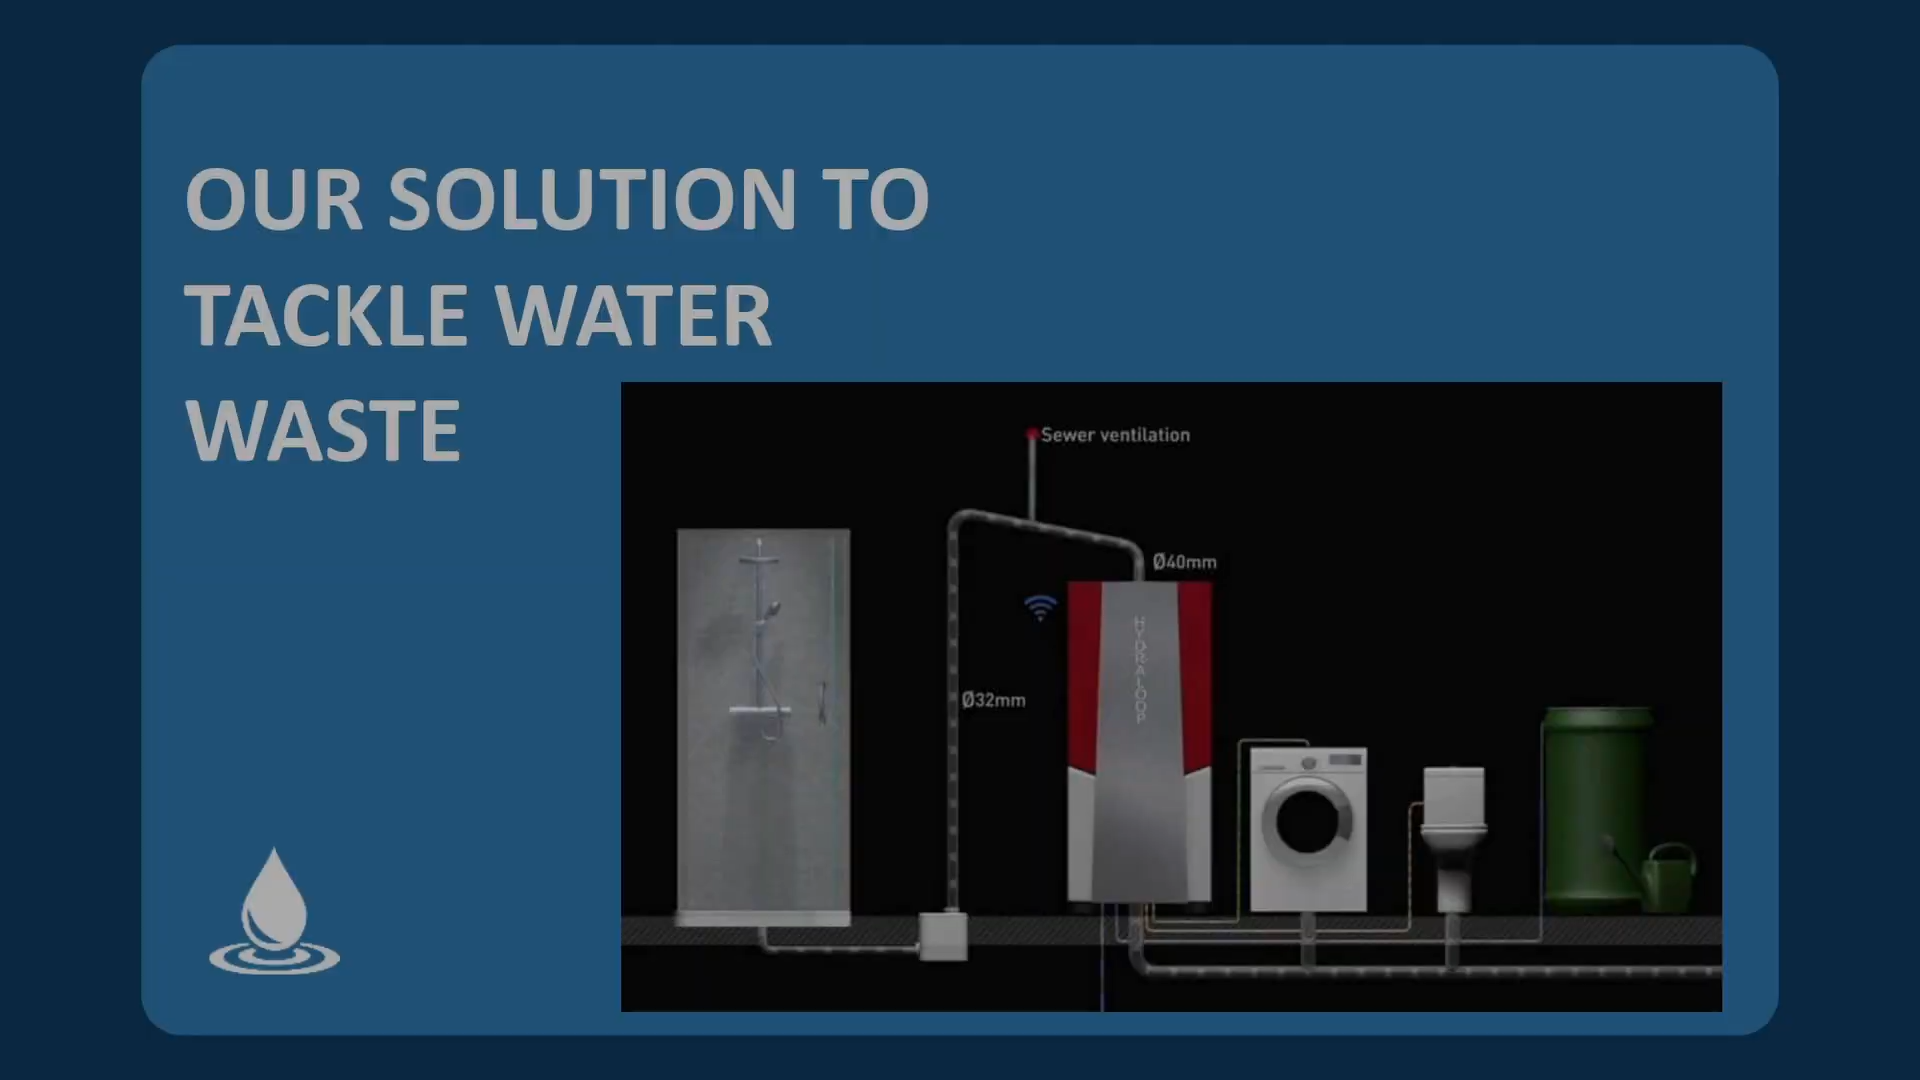 OUR SOLUTION TO
TACKLE WATER
WASTE
Sewer ventilation
Ø40mm
Ø32mm
HYDRALOOP